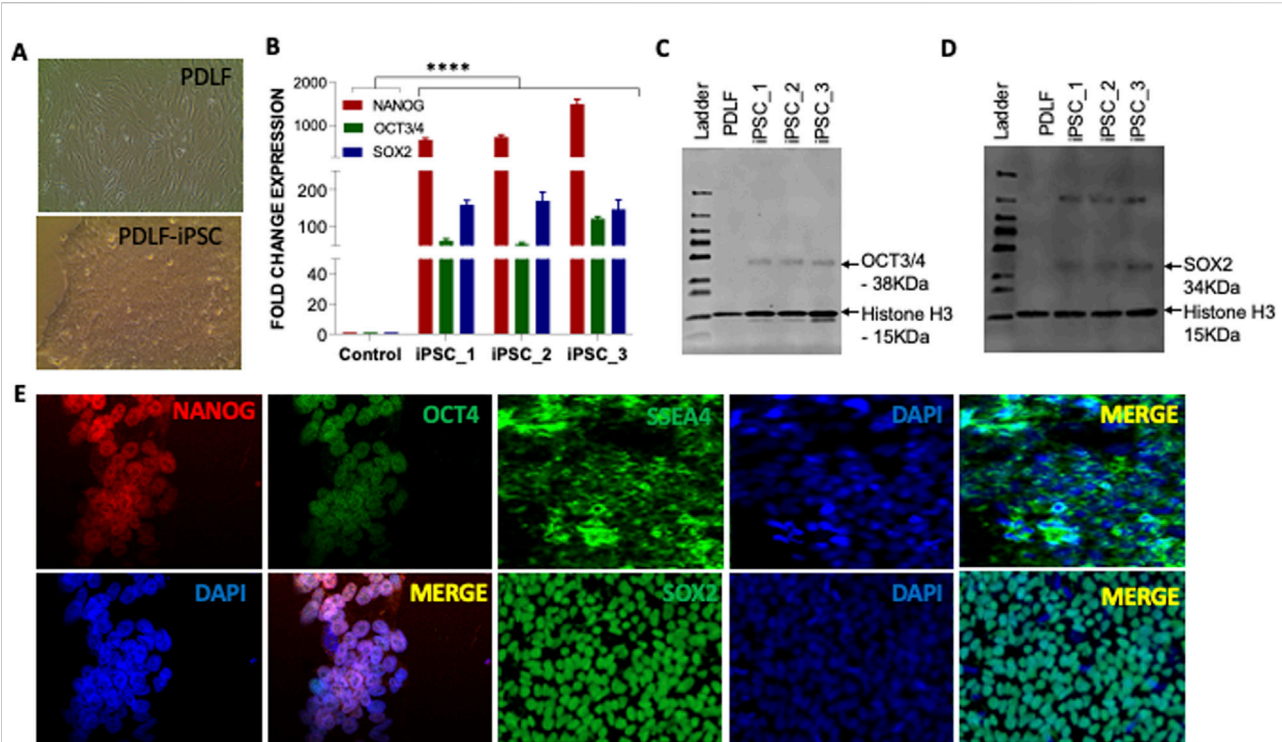 A
PDLF
PDLF-iPSC
B
FOLD CHANGE EXPRESSION
2000
1000
200
100
40
20
0
****
NANOG
OCT3/4
SOX2
Control
iPSC_1
iPSC_2
iPSC_3
C
Ladder
PDLF
iPSC_1
iPSC_2
iPSC_3
OCT3/4
- 38KDa
Histone H3
- 15KDa
D
Ladder
PDLF
iPSC_1
iPSC_2
iPSC_3
SOX2
34KDa
Histone H3
15KDa
E
NANOG
OCT4
SSEA4
DAPI
MERGE
DAPI
MERGE
SOX2
DAPI
MERGE